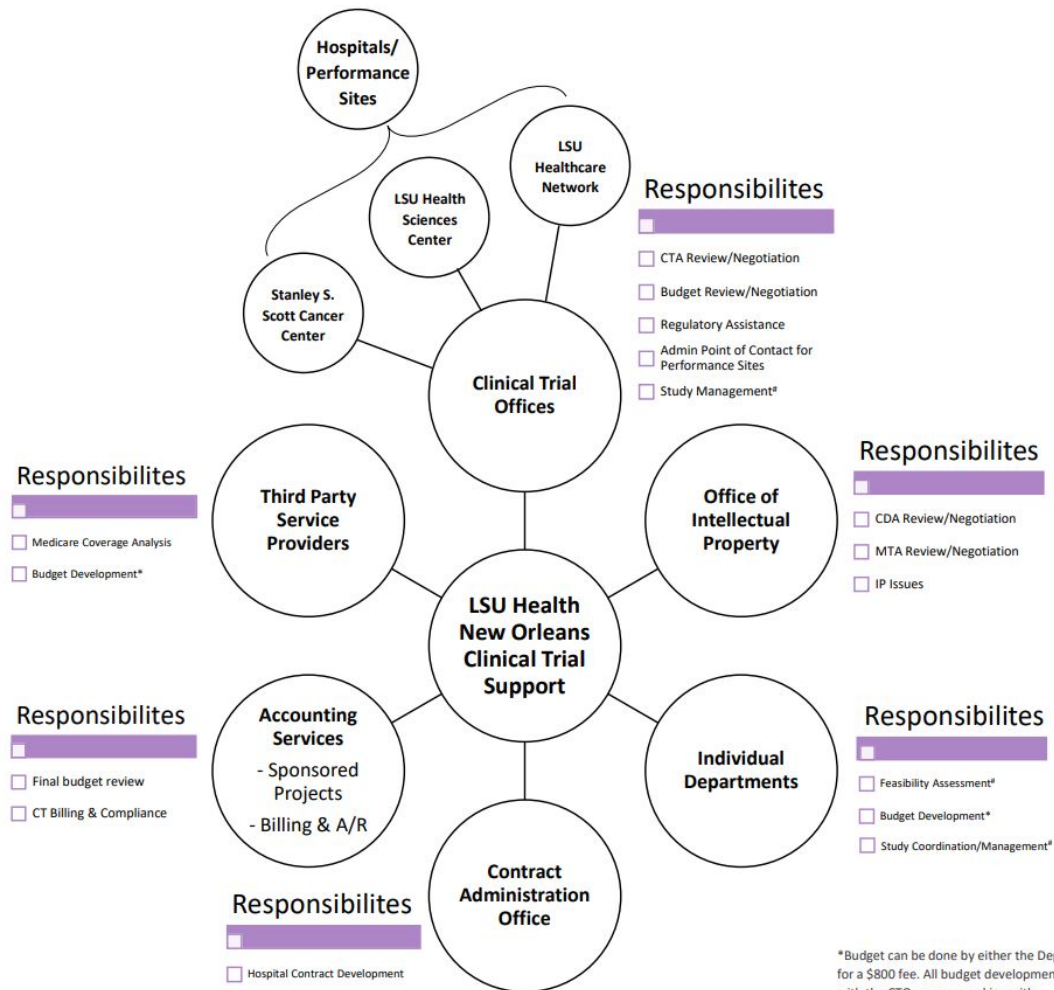 Hospitals/
Performance
Sites
LSU
Healthcare
Network
LSU Health
Sciences
Center
Stanley S.
Scott Cancer
Center
Clinical Trial
Offices
Responsibilites
CTA Review/Negotiation
Budget Review/Negotiation
Regulatory Assistance
Admin Point of Contact for
Performance Sites
Study Management#
Responsibilites
Medicare Coverage Analysis
Budget Development*
Third Party
Service
Providers
Office of
Intellectual
Property
Responsibilites
CDA Review/Negotiation
MTA Review/Negotiation
IP Issues
LSU Health
New Orleans
Clinical Trial
Support
Responsibilites
Final budget review
CT Billing & Compliance
Accounting
Services
- Sponsored
Projects
- Billing & A/R
Individual
Departments
Responsibilites
Feasibility Assessment#
Budget Development*
Study Coordination/Management#
Contract
Administration
Office
Responsibilites
Hospital Contract Development
*Budget can be done by either the Dep
for a $800 fee. All budget developmen